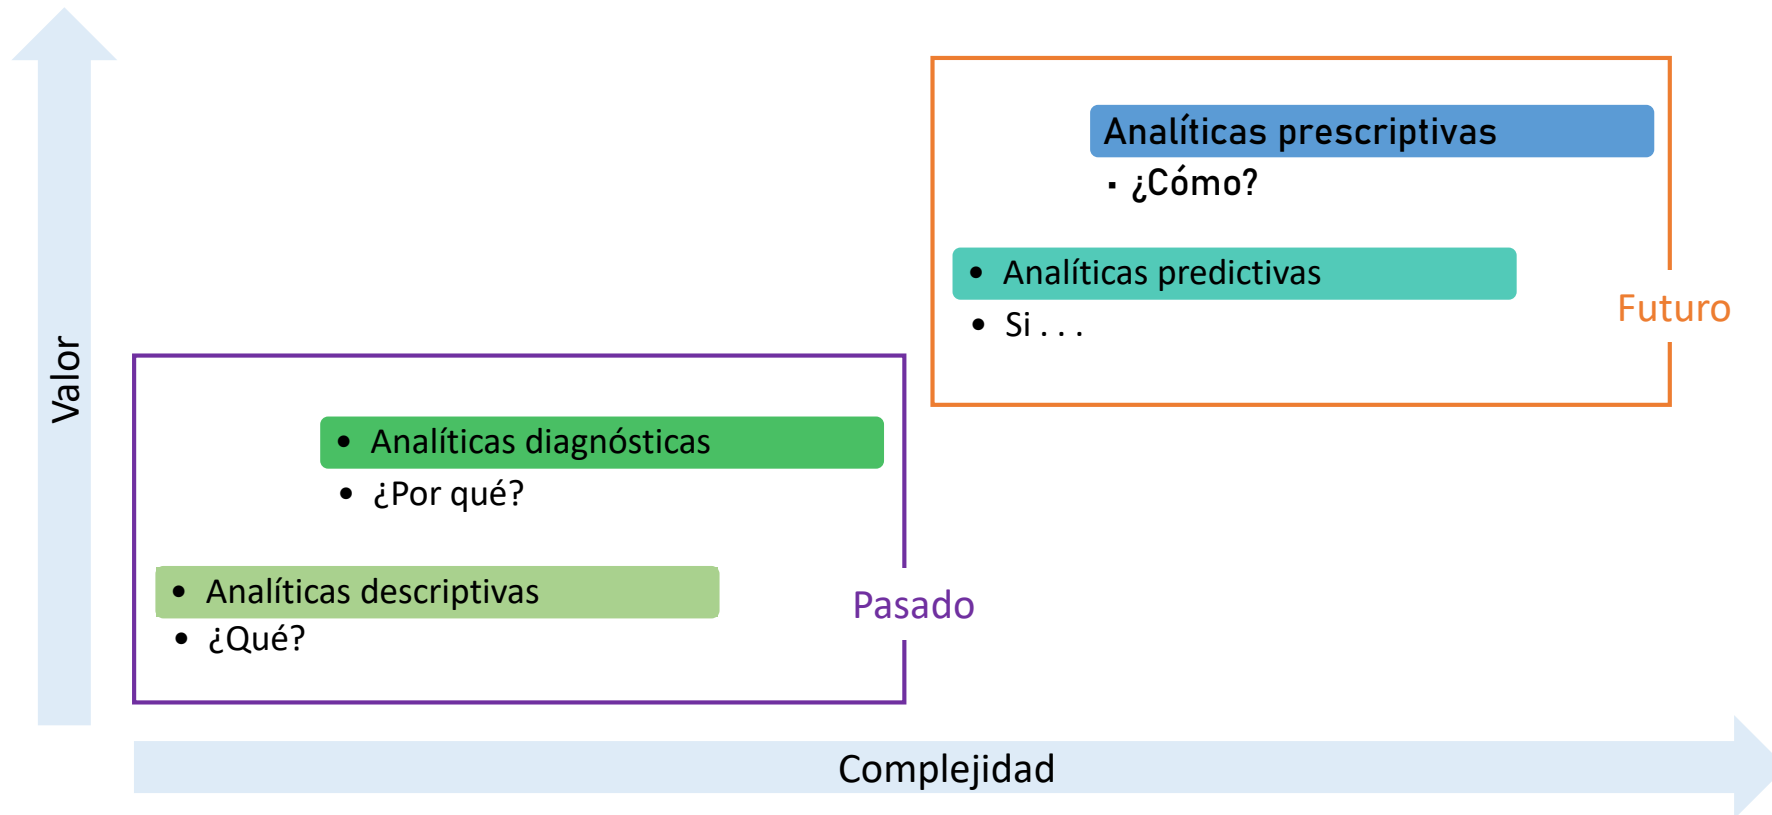 Analíticas prescriptivas
▪ ¿Cómo?
• Analíticas predictivas
• Si . . .
Futuro
Valor
• Analíticas diagnósticas
• ¿Por qué?
• Analíticas descriptivas
• ¿Qué?
Pasado
Complejidad